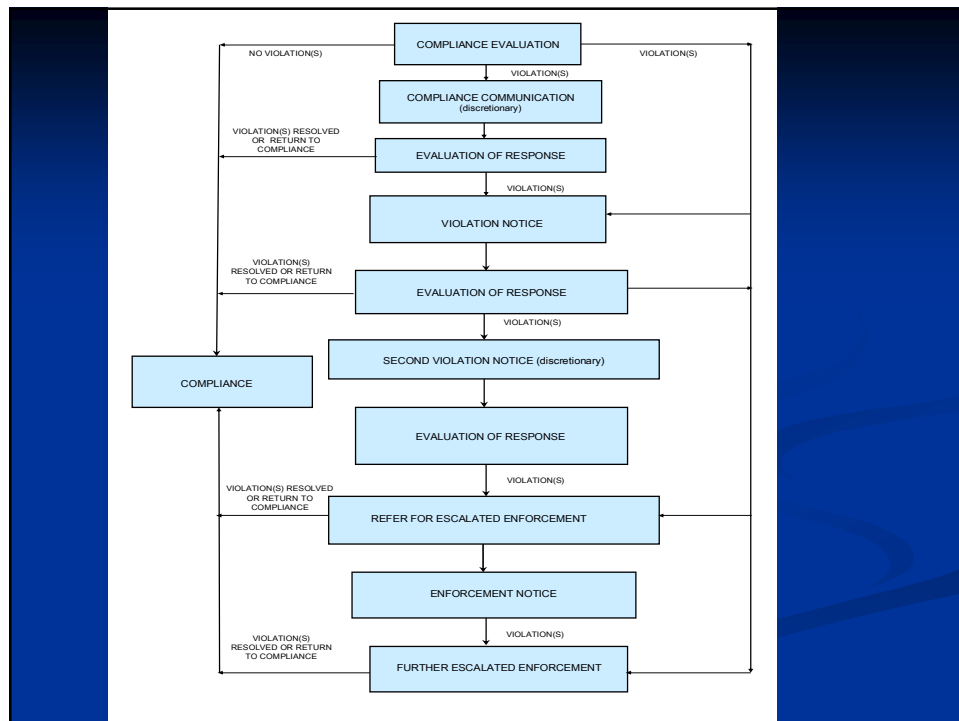 COMPLIANCE EVALUATION
NO VIOLATION(S)
VIOLATION(S)
VIOLATION(S)
COMPLIANCE COMMUNICATION
(discretionary)
VIOLATION(S) RESOLVED
OR RETURN TO
COMPLIANCE
EVALUATION OF RESPONSE
VIOLATION(S)
VIOLATION NOTICE
VIOLATION(S)
RESOLVED OR RETURN
TO COMPLIANCE
EVALUATION OF RESPONSE
VIOLATION(S)
SECOND VIOLATION NOTICE (discretionary)
COMPLIANCE
EVALUATION OF RESPONSE
VIOLATION(S)
VIOLATION(S) RESOLVED
OR RETURN TO
COMPLIANCE
REFER FOR ESCALATED ENFORCEMENT
ENFORCEMENT NOTICE
VIOLATION(S)
VIOLATION(S)
RESOLVED OR RETURN
TO COMPLIANCE
FURTHER ESCALATED ENFORCEMENT